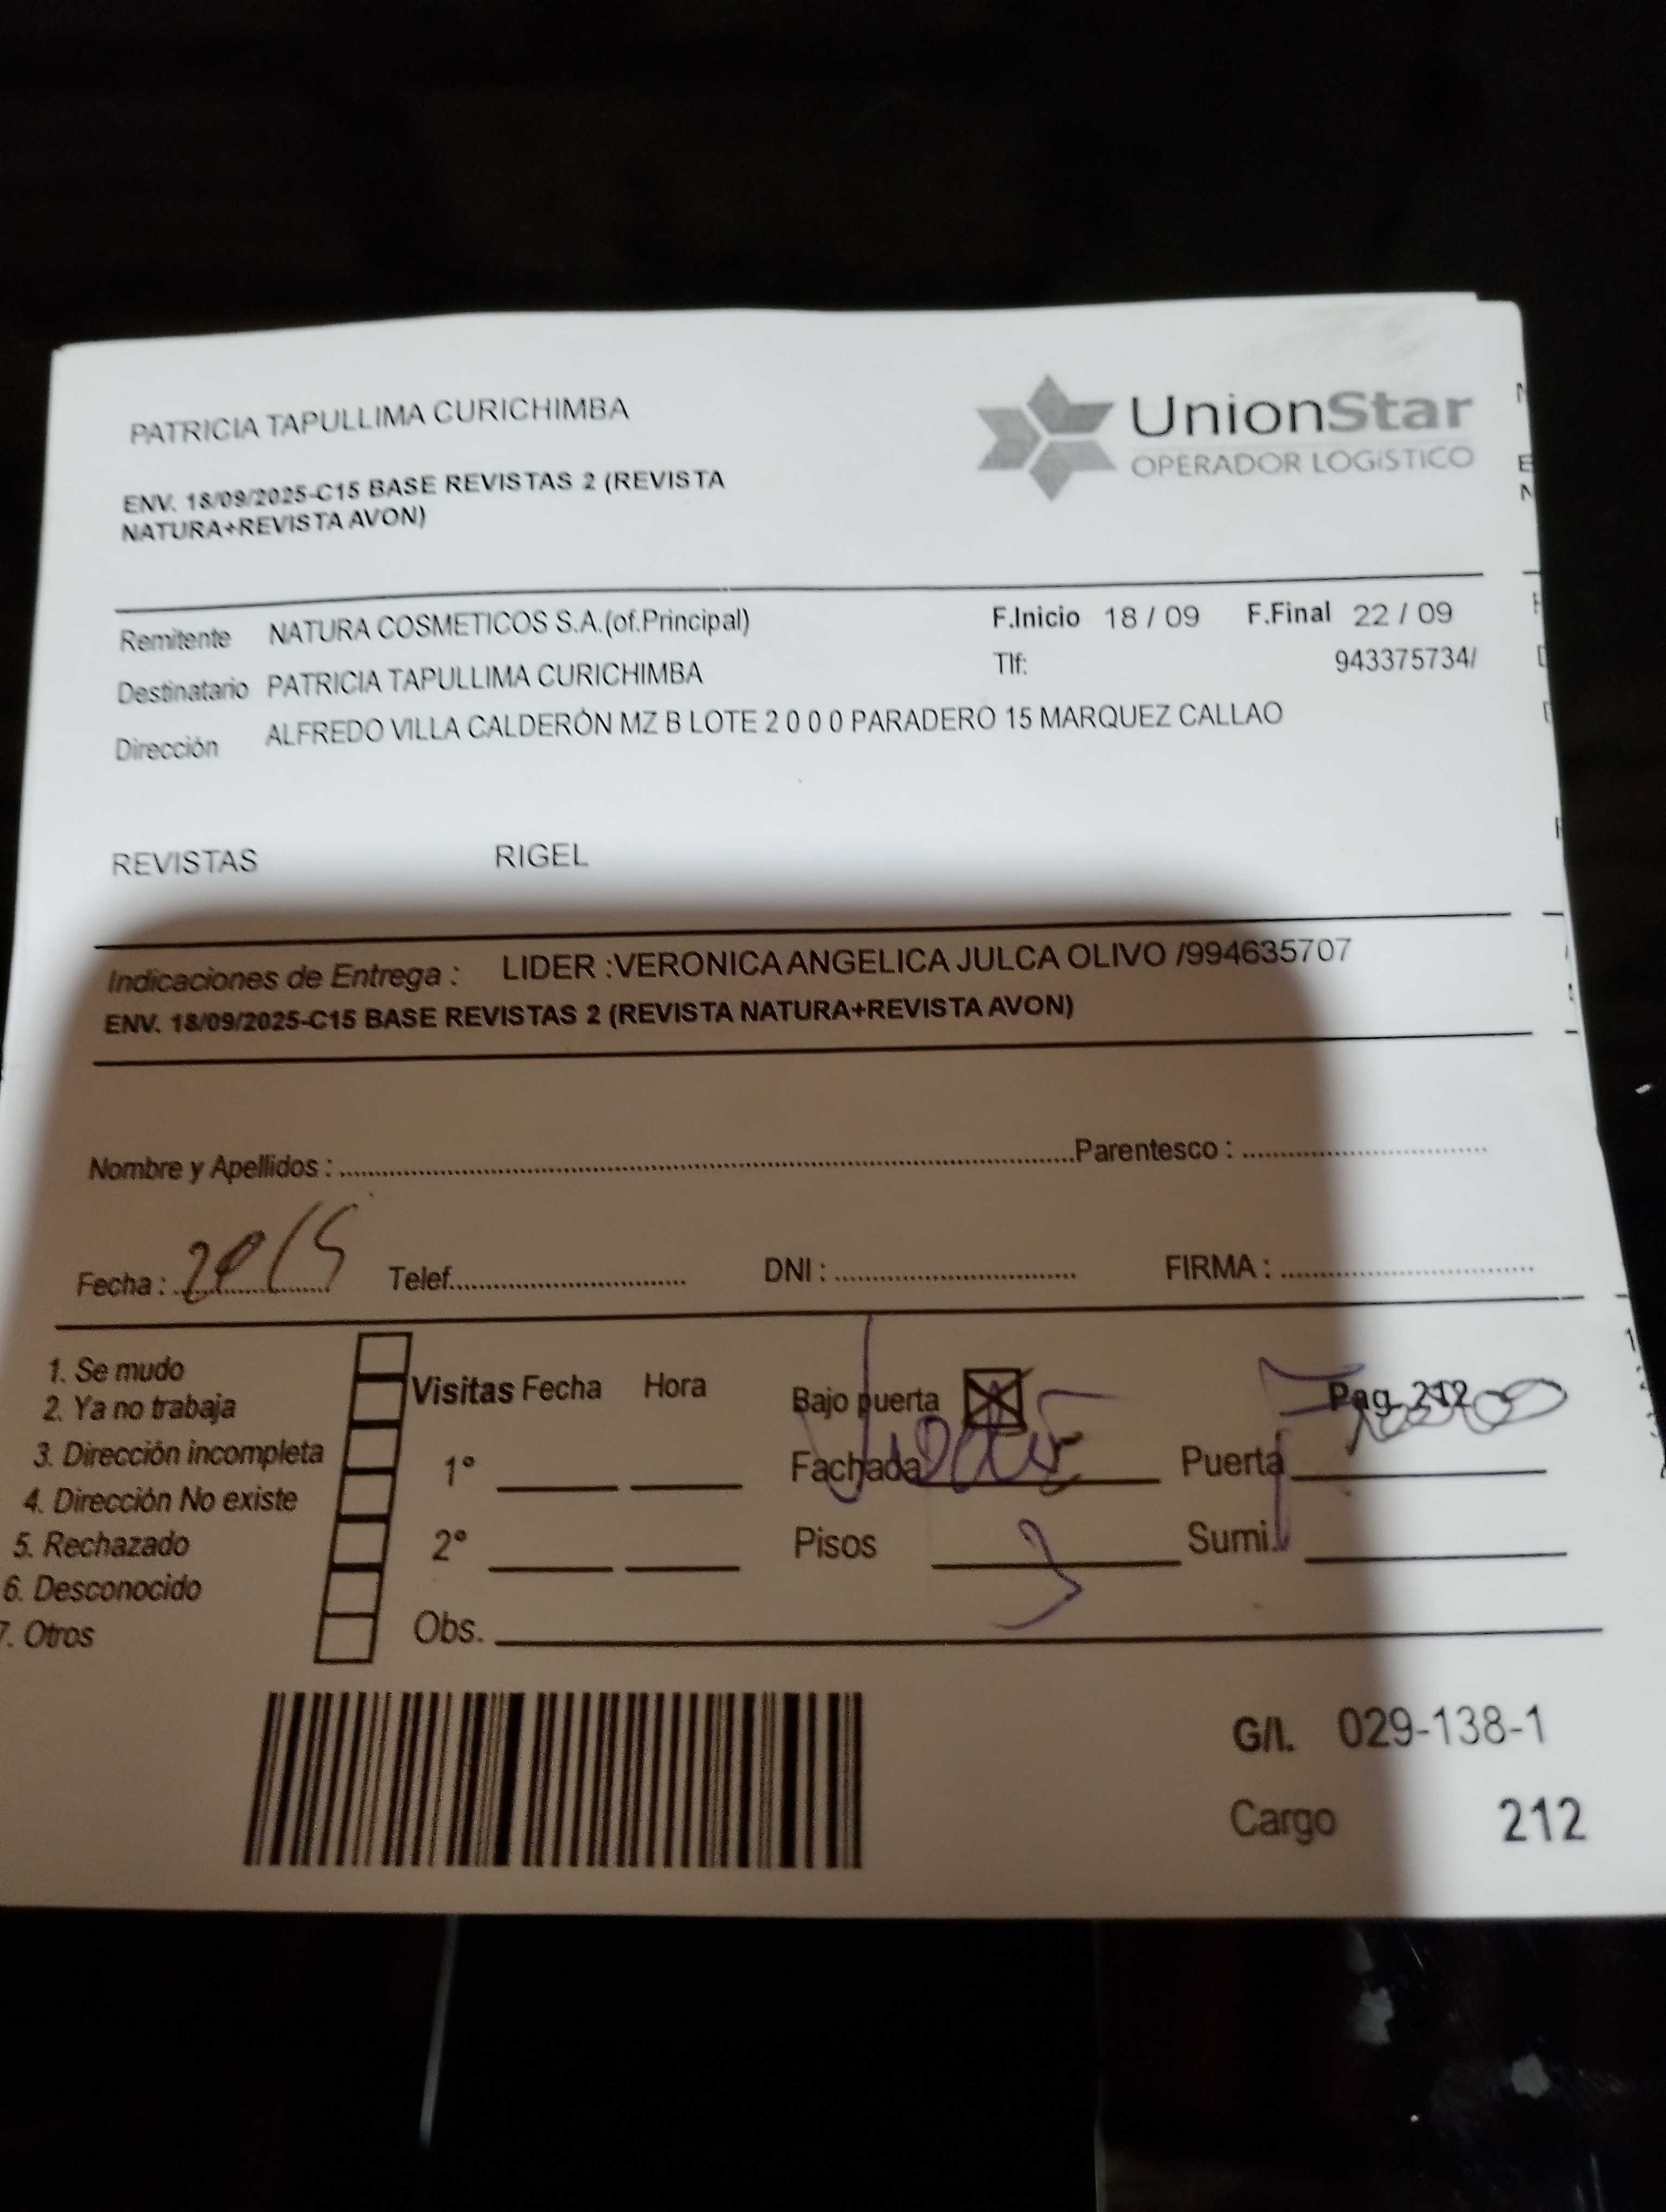 PATRICIA TAPULLIMA CURICHIMBA
UnionStar
OPERADOR LOGISTICO
ENV. 18/09/2025-C15 BASE REVISTAS 2 (REVISTA
NATURA+REVISTA AVON)
Remitente NATURA COSMETICOS S.A.(of.Principal) F.Inicio 18 / 09 F.Final 22 / 09
Destinatario PATRICIA TAPULLIMA CURICHIMBA Tlf: 943375734/
Dirección ALFREDO VILLA CALDERÓN MZ B LOTE 2 0 0 0 PARADERO 15 MARQUEZ CALLAO
REVISTAS RIGEL
Indicaciones de Entrega : LIDER :VERONICA ANGELICA JULCA OLIVO /994635707
ENV. 18/09/2025-C15 BASE REVISTAS 2 (REVISTA NATURA+REVISTA AVON)
Nombre y Apellidos : Parentesco :
Fecha : Telef. DNI : FIRMA :
1. Se mudo
2. Ya no trabaja
3. Dirección incompleta
4. Dirección No existe
5. Rechazado
6. Desconocido
7. Otros
Visitas Fecha Hora
1°
2°
Obs.
Bajo puerta Pag. 212
Fachada Puerta
Pisos Sumi.
G/I. 029-138-1
Cargo 212